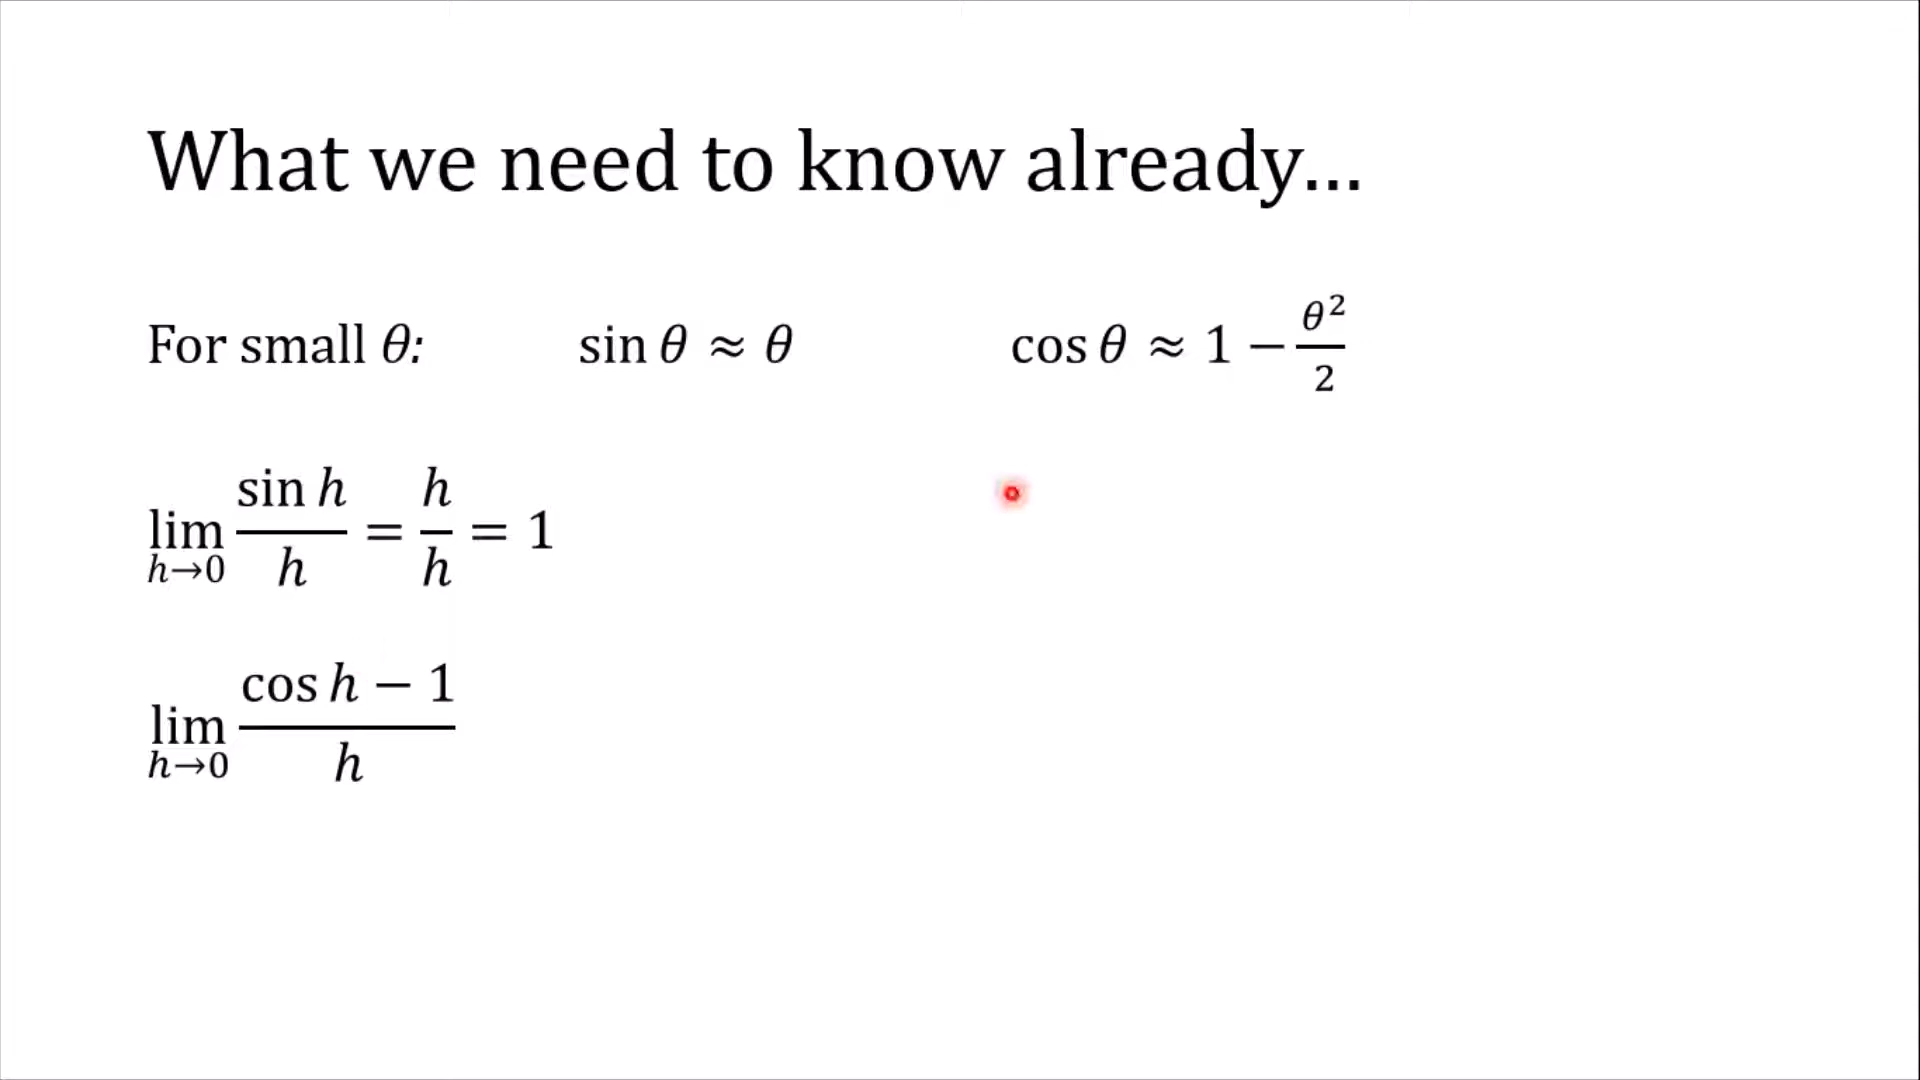 What we need to know already...
For small θ: sin θ ≈ θ cos θ ≈ 1 − θ²/2
lim_{h→0} (sin h)/h = h/h = 1
lim_{h→0} (cos h − 1)/h